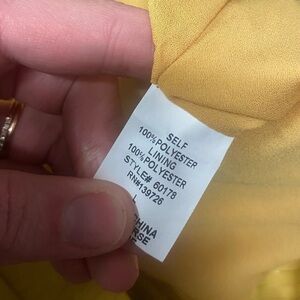 SELF
100%POLYESTER
LINING
100%POLYESTER
STYLE# 60178
RN#139726
L
CHINA